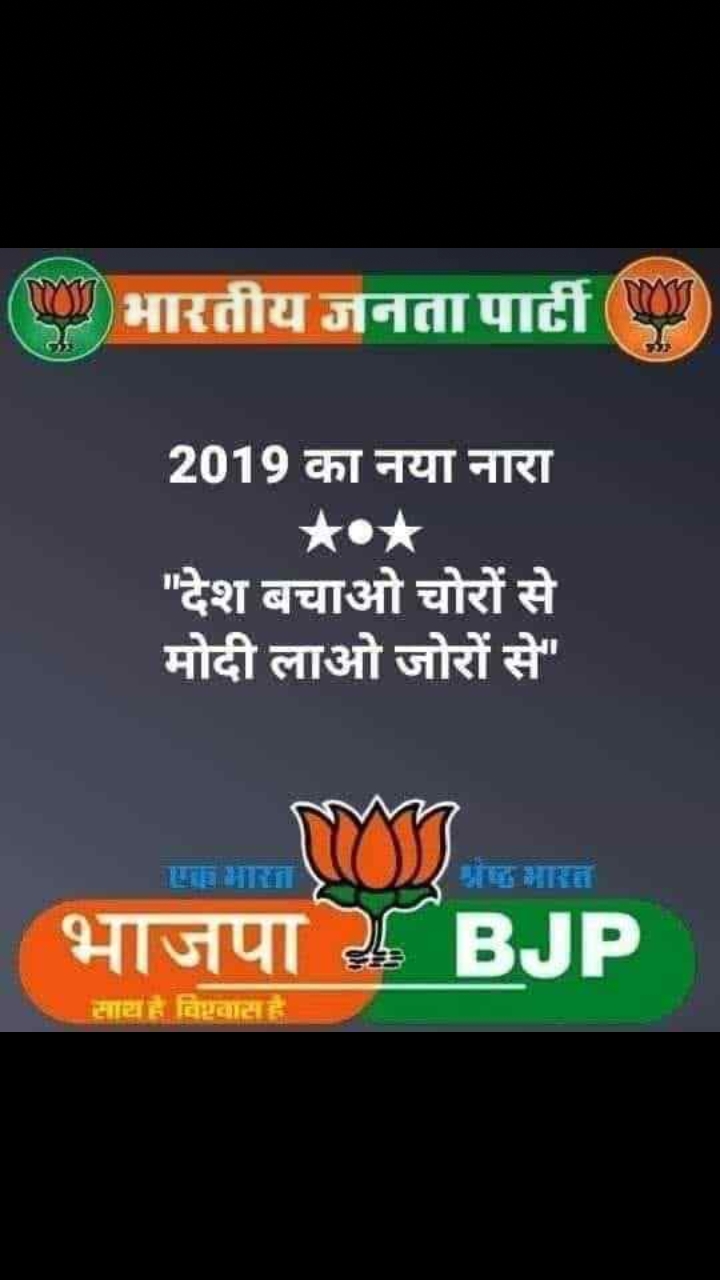 भारतीय जनता पार्टी
2019 का नया नारा
★●★
"देश बचाओ चोरों से
मोदी लाओ जोरों से"
एक भारत श्रेष्ठ भारत
भाजपा BJP
साथ है विश्वास है